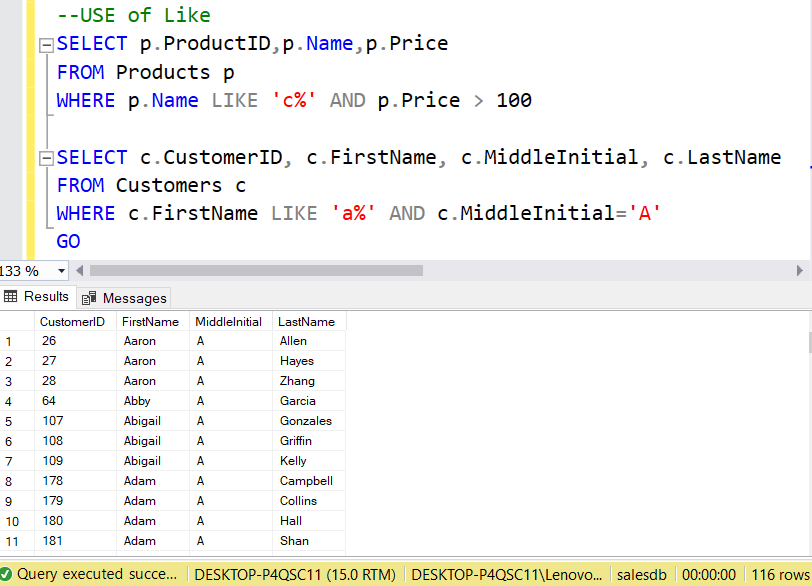 --USE of Like
SELECT p.ProductID,p.Name,p.Price
FROM Products p
WHERE p.Name LIKE 'c%' AND p.Price > 100
SELECT c.CustomerID, c.FirstName, c.MiddleInitial, c.LastName
FROM Customers c
WHERE c.FirstName LIKE 'a%' AND c.MiddleInitial='A'
GO
133 %
Results Messages
CustomerID FirstName MiddleInitial LastName
1 26 Aaron A Allen
2 27 Aaron A Hayes
3 28 Aaron A Zhang
4 64 Abby A Garcia
5 107 Abigail A Gonzales
6 108 Abigail A Griffin
7 109 Abigail A Kelly
8 178 Adam A Campbell
9 179 Adam A Collins
10 180 Adam A Hall
11 181 Adam A Shan
Query executed succe... DESKTOP-P4QSC11 (15.0 RTM) DESKTOP-P4QSC11\Lenovo... salesdb 00:00:00 116 rows